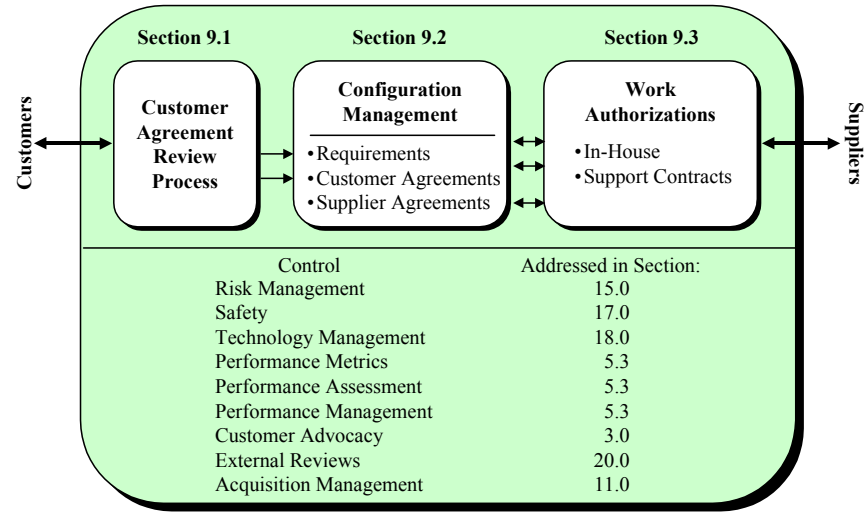 Section 9.1 Section 9.2 Section 9.3
Customers
Customer
Agreement
Review
Process
Configuration
Management
•Requirements
•Customer Agreements
•Supplier Agreements
Work
Authorizations
•In-House
•Support Contracts
Suppliers
Control Addressed in Section:
Risk Management 15.0
Safety 17.0
Technology Management 18.0
Performance Metrics 5.3
Performance Assessment 5.3
Performance Management 5.3
Customer Advocacy 3.0
External Reviews 20.0
Acquisition Management 11.0